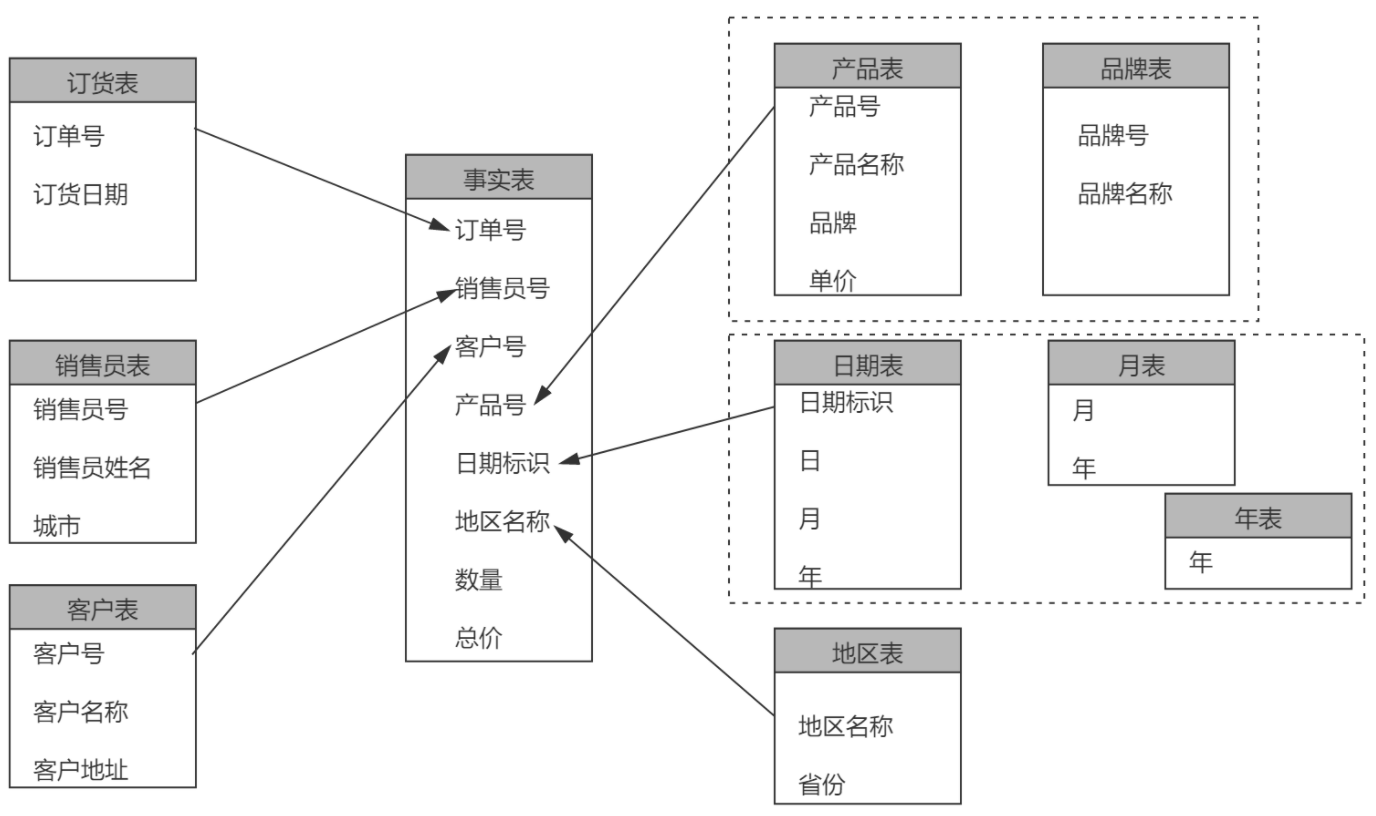 订货表
订单号
订货日期
销售员表
销售员号
销售员姓名
城市
客户表
客户号
客户名称
客户地址
事实表
订单号
销售员号
客户号
产品号
日期标识
地区名称
数量
总价
产品表
产品号
产品名称
品牌
单价
品牌表
品牌号
品牌名称
日期表
日期标识
日
月
年
月表
月
年
年表
年
地区表
地区名称
省份